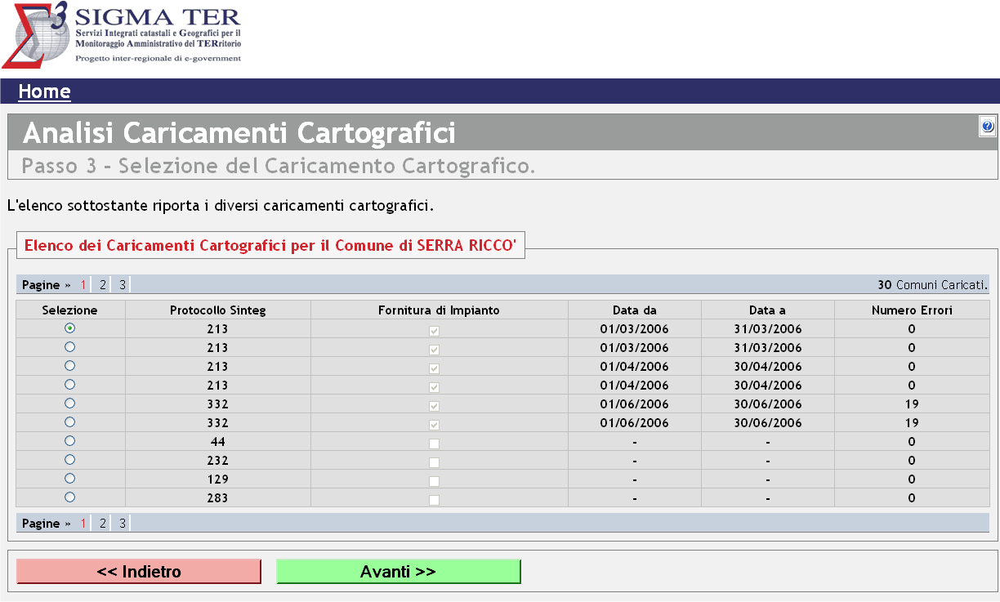 Σ3 SIGMA TER
Servizi Integrati catastali e Geografici per il
Monitoraggio Amministrativo del TERritorio
Progetto inter-regionale di e-government
Home
Analisi Caricamenti Cartografici
?
Passo 3 - Selezione del Caricamento Cartografico.
L'elenco sottostante riporta i diversi caricamenti cartografici.
Elenco dei Caricamenti Cartografici per il Comune di SERRA RICCO'
Pagine » 1 2 3 30 Comuni Caricati.
Selezione Protocollo Sinteg Fornitura di Impianto Data da Data a Numero Errori
213 01/03/2006 31/03/2006 0
213 01/03/2006 31/03/2006 0
213 01/04/2006 30/04/2006 0
213 01/04/2006 30/04/2006 0
332 01/06/2006 30/06/2006 19
332 01/06/2006 30/06/2006 19
44 - - 0
232 - - 0
129 - - 0
283 - - 0
Pagine » 1 2 3
<< Indietro Avanti >>